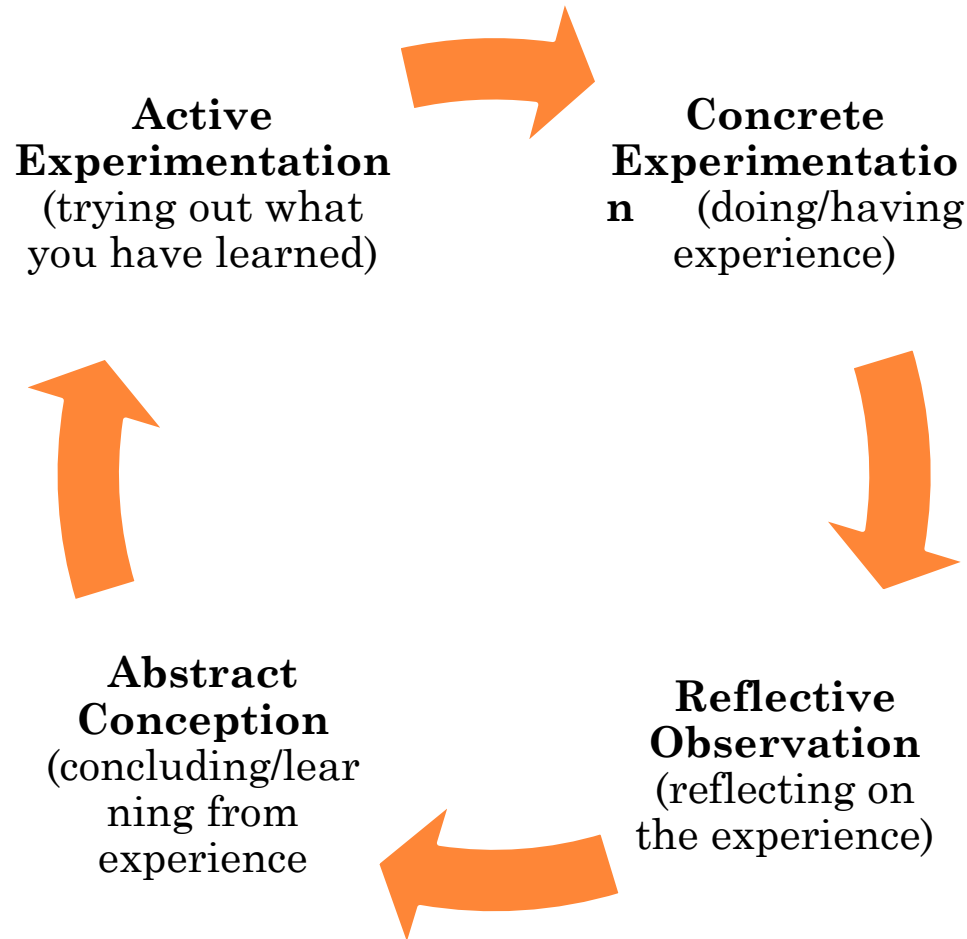 Active
Experimentation
(trying out what
you have learned)
Concrete
Experimentatio
n (doing/having
experience)
Reflective
Observation
(reflecting on
the experience)
Abstract
Conception
(concluding/lear
ning from
experience